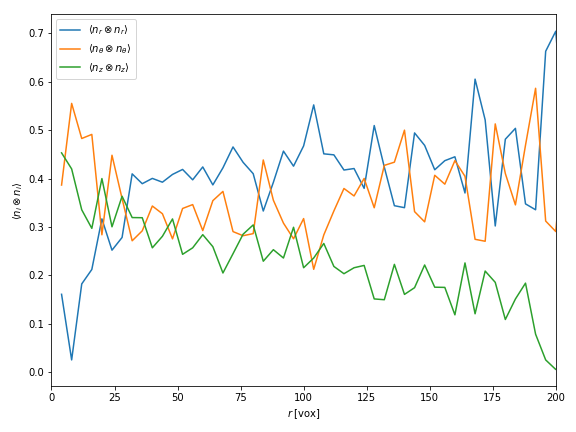 ⟨n_r ⊗ n_r⟩
⟨n_θ ⊗ n_θ⟩
⟨n_z ⊗ n_z⟩
⟨n_i ⊗ n_i⟩
0.7
0.6
0.5
0.4
0.3
0.2
0.1
0.0
0 25 50 75 100 125 150 175 200
r [vox]